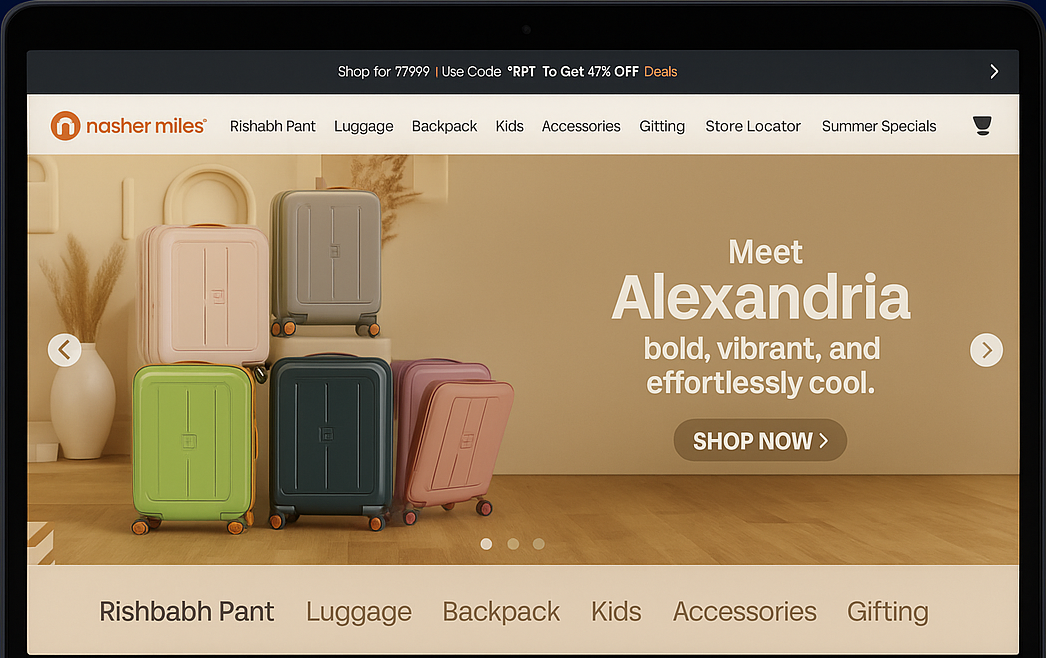 Shop for 77999 | Use Code °RPT To Get 47% OFF Deals
nasher miles°
Rishabh Pant Luggage Backpack Kids Accessories Gitting Store Locator Summer Specials
Meet
Alexandria
bold, vibrant, and
effortlessly cool.
SHOP NOW
Rishbabh Pant Luggage Backpack Kids Accessories Gifting